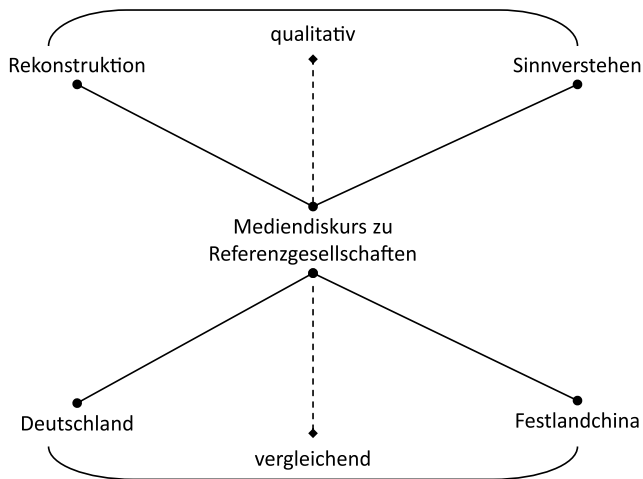 qualitativ
Rekonstruktion
Sinnverstehen
Mediendiskurs zu
Referenzgesellschaften
Deutschland
Festlandchina
vergleichend